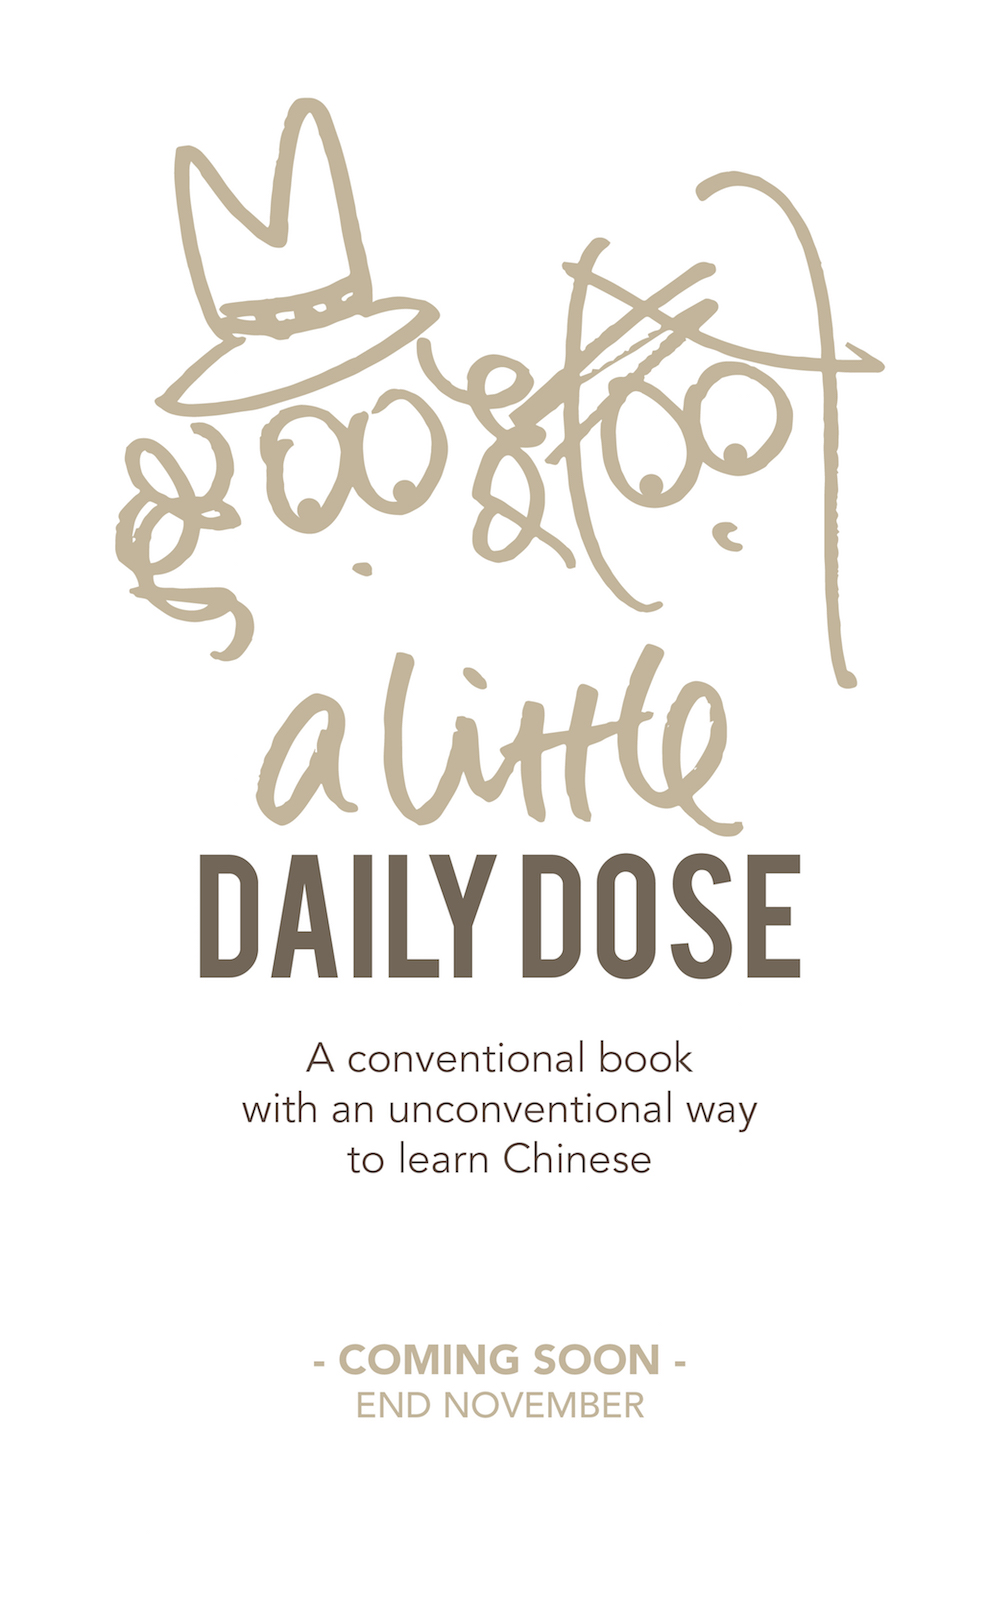 a little
DAILY DOSE
A conventional book
with an unconventional way
to learn Chinese
- COMING SOON -
END NOVEMBER